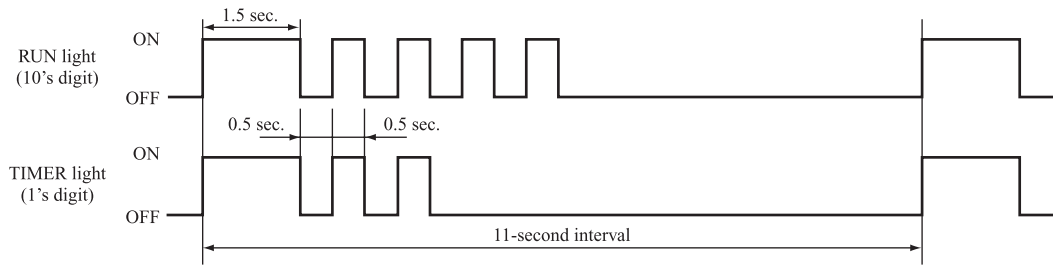 1.5 sec.
ON
RUN light
(10’s digit)
OFF
0.5 sec.
0.5 sec.
ON
TIMER light
(1’s digit)
OFF
11-second interval